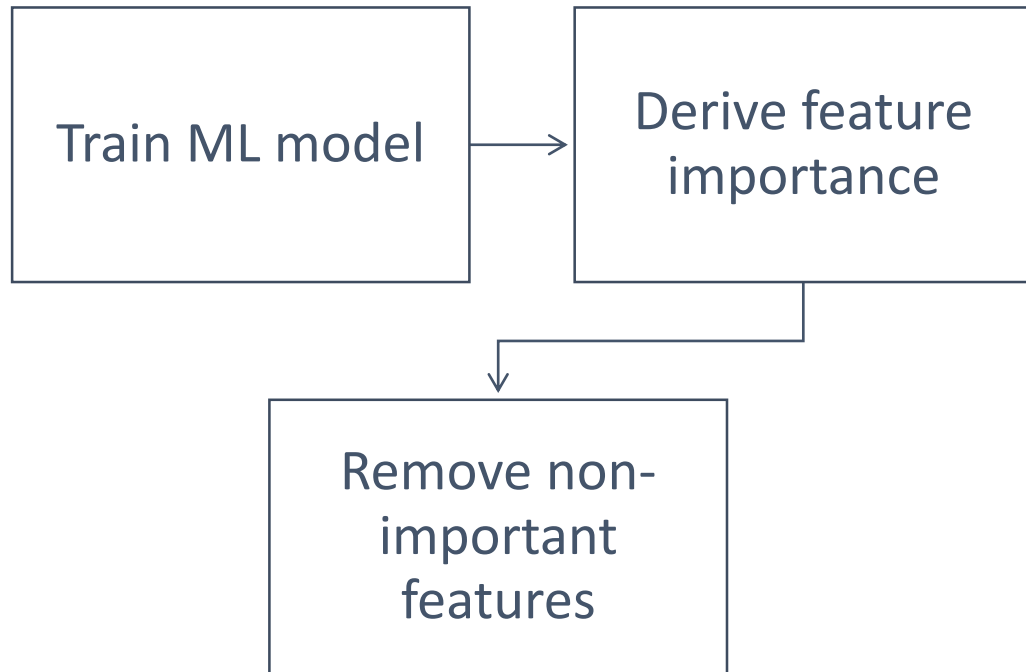 Train ML model
Derive feature
importance
Remove non-
important
features